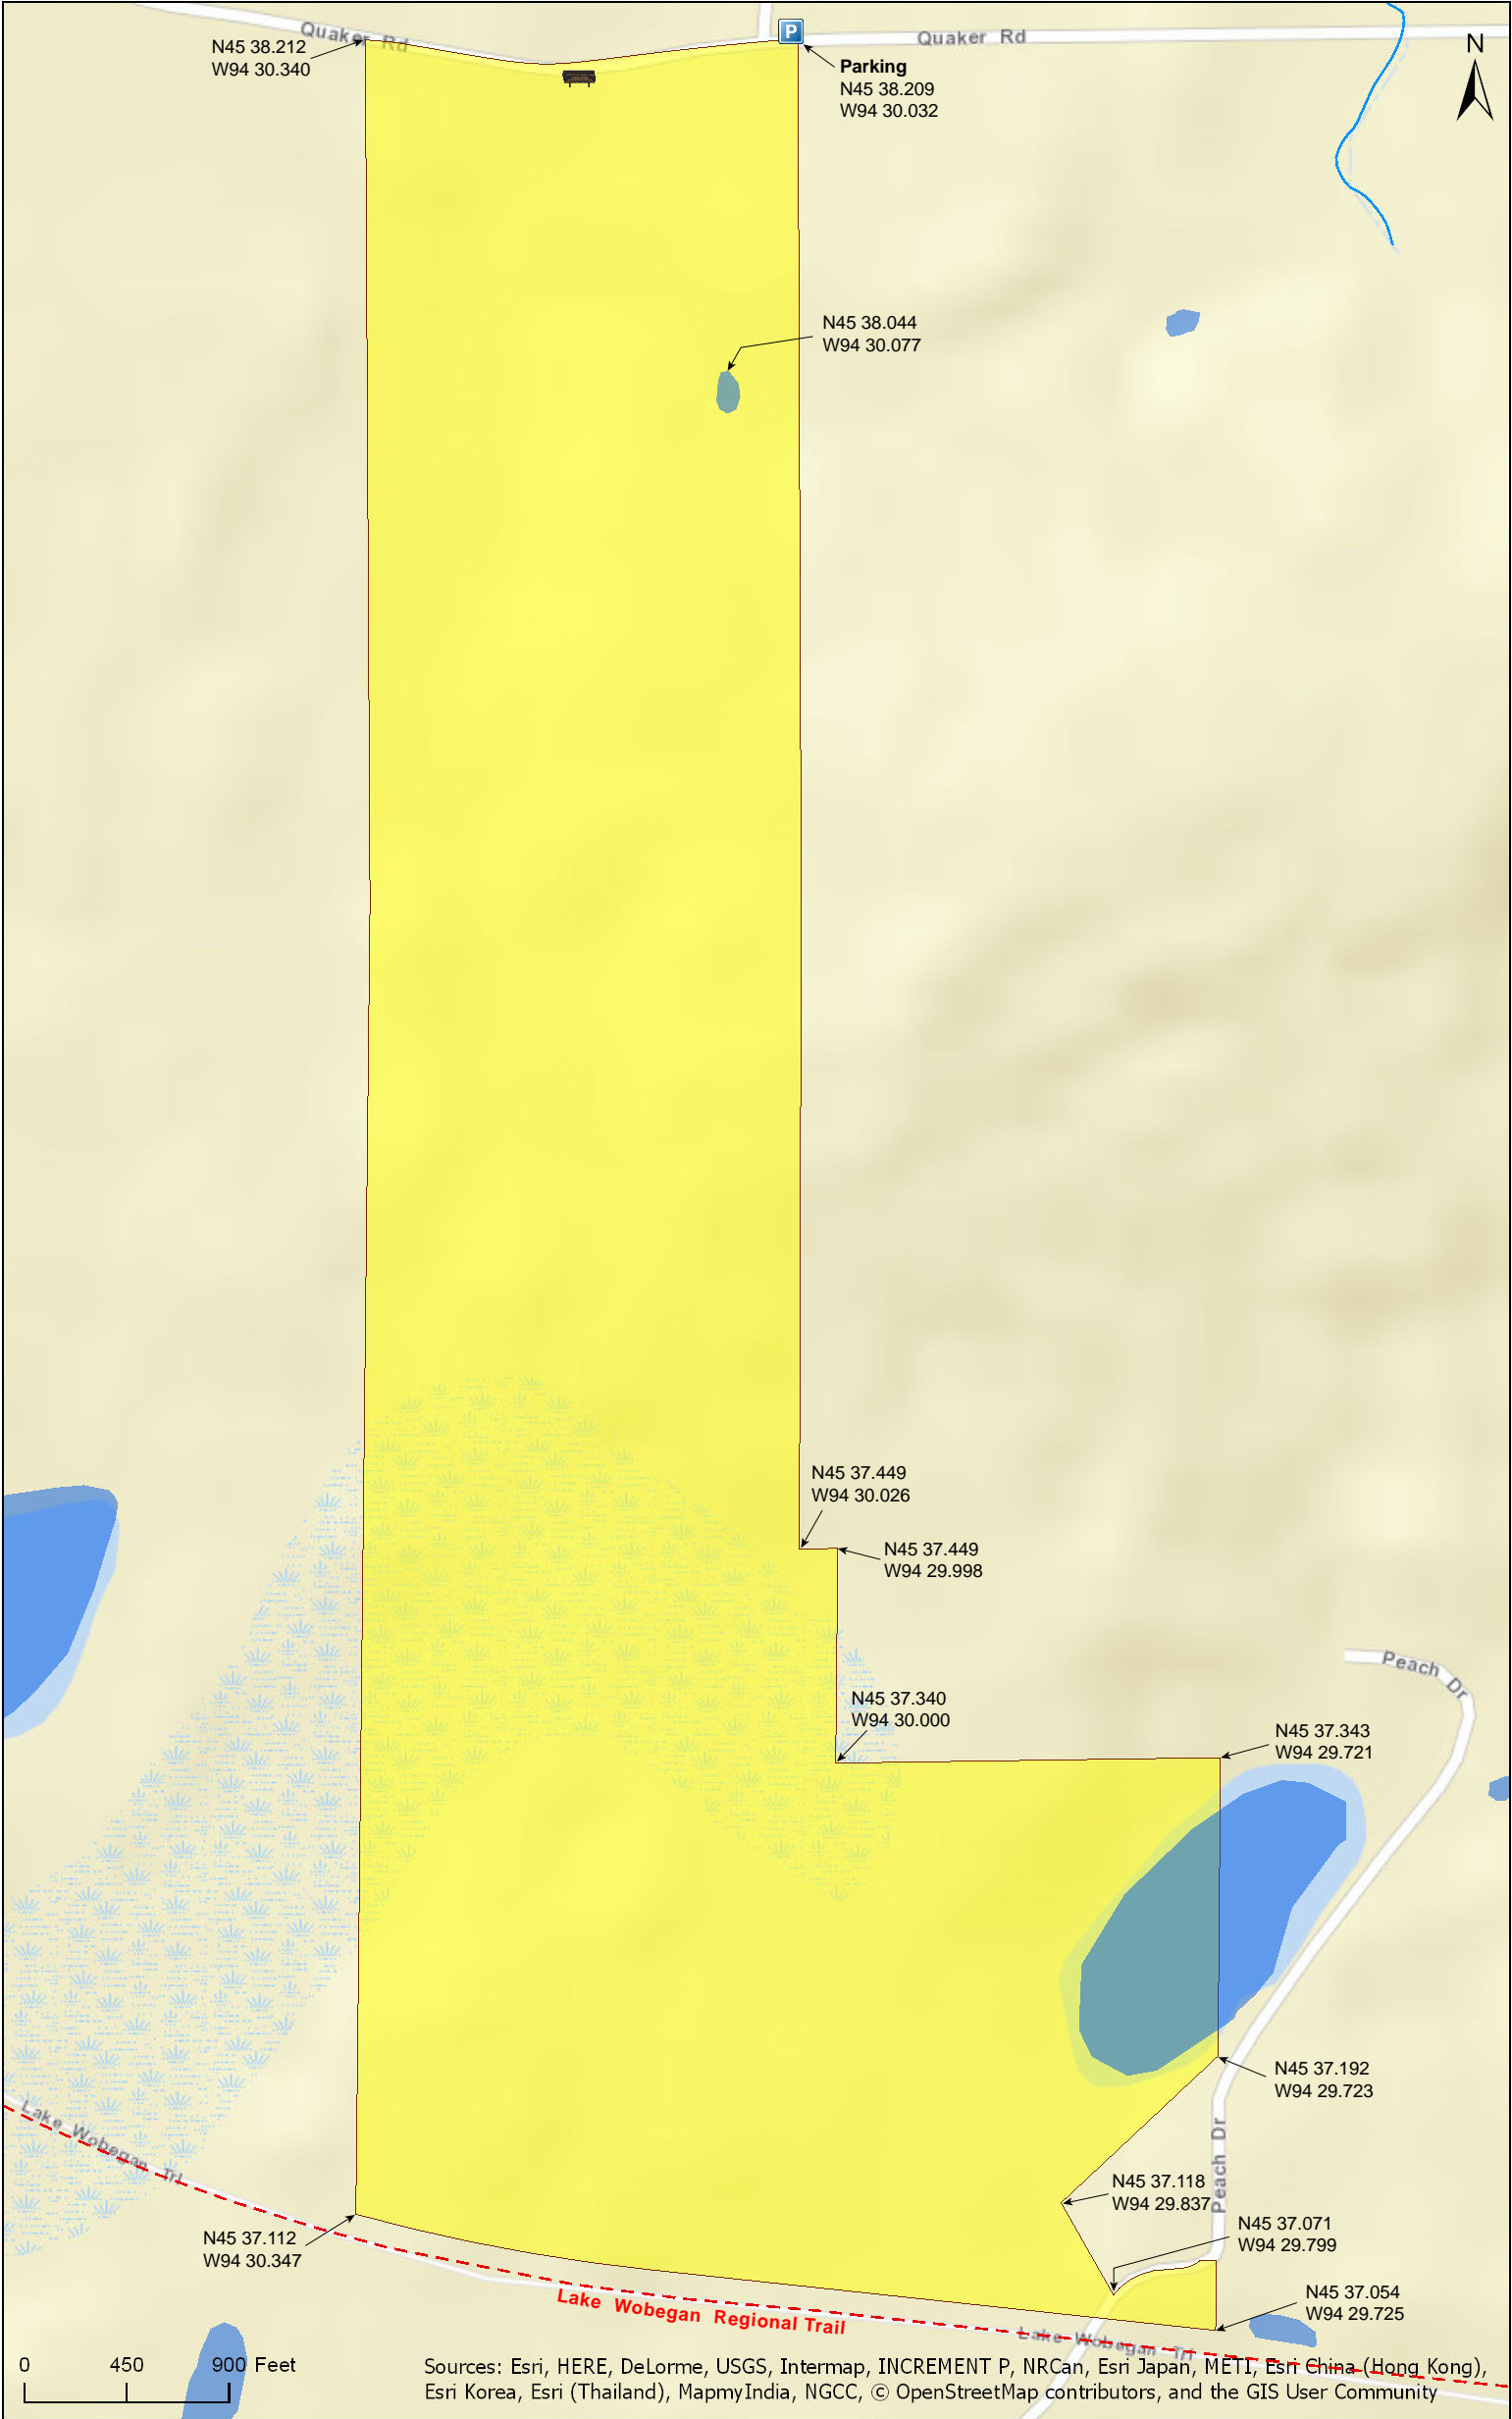 Quaker Rd
N45 38.212
W94 30.340
P
Quaker Rd
N
Parking
N45 38.209
W94 30.032
N45 38.044
W94 30.077
N45 37.449
W94 30.026
N45 37.449
W94 29.998
Peach Dr
N45 37.340
W94 30.000
N45 37.343
W94 29.721
N45 37.192
W94 29.723
Lake Wobegan Trl
Peach Dr
N45 37.118
W94 29.837
N45 37.112
W94 30.347
N45 37.071
W94 29.799
Lake Wobegan Regional Trail
N45 37.054
W94 29.725
Lake Wobegan Trl
0 450 900 Feet
Sources: Esri, HERE, DeLorme, USGS, Intermap, INCREMENT P, NRCan, Esri Japan, METI, Esri China (Hong Kong),
Esri Korea, Esri (Thailand), MapmyIndia, NGCC, © OpenStreetMap contributors, and the GIS User Community